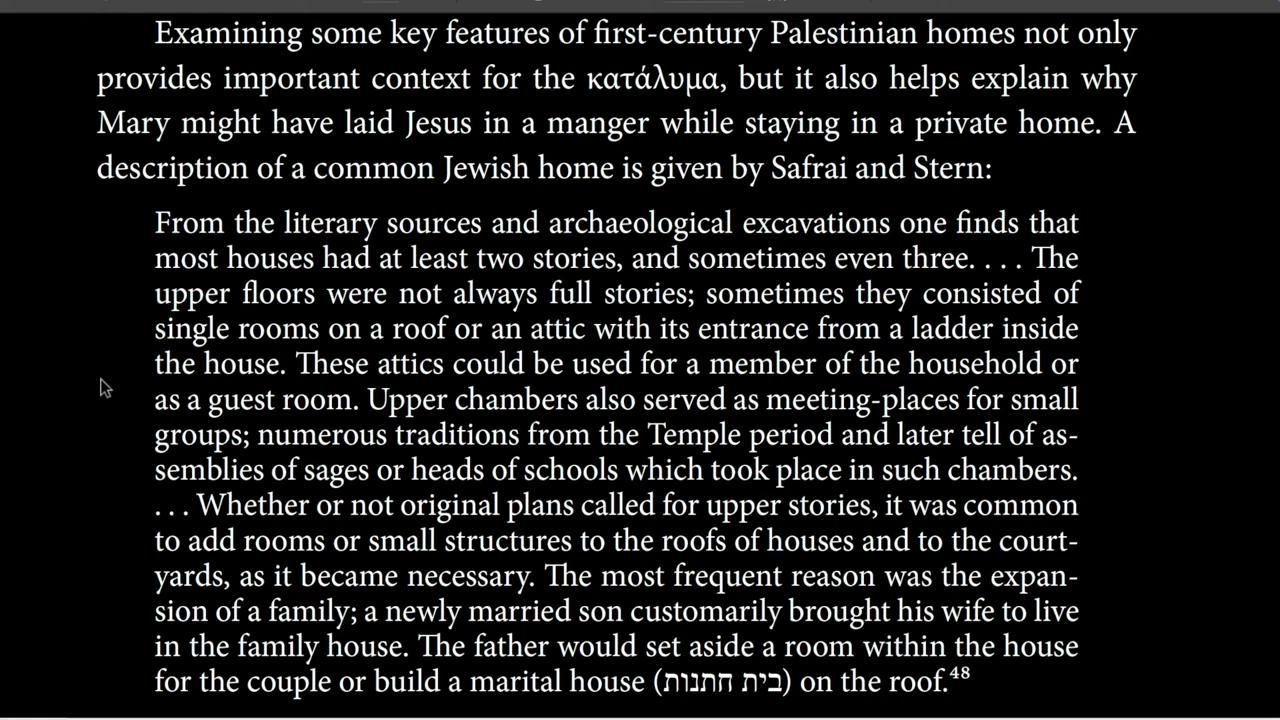 Examining some key features of first-century Palestinian homes not only
provides important context for the κατάλυμα, but it also helps explain why
Mary might have laid Jesus in a manger while staying in a private home. A
description of a common Jewish home is given by Safrai and Stern:
From the literary sources and archaeological excavations one finds that
most houses had at least two stories, and sometimes even three. . . . The
upper floors were not always full stories; sometimes they consisted of
single rooms on a roof or an attic with its entrance from a ladder inside
the house. These attics could be used for a member of the household or
as a guest room. Upper chambers also served as meeting-places for small
groups; numerous traditions from the Temple period and later tell of as-
semblies of sages or heads of schools which took place in such chambers.
. . . Whether or not original plans called for upper stories, it was common
to add rooms or small structures to the roofs of houses and to the court-
yards, as it became necessary. The most frequent reason was the expan-
sion of a family; a newly married son customarily brought his wife to live
in the family house. The father would set aside a room within the house
for the couple or build a marital house (בית חתנות) on the roof.⁴⁸